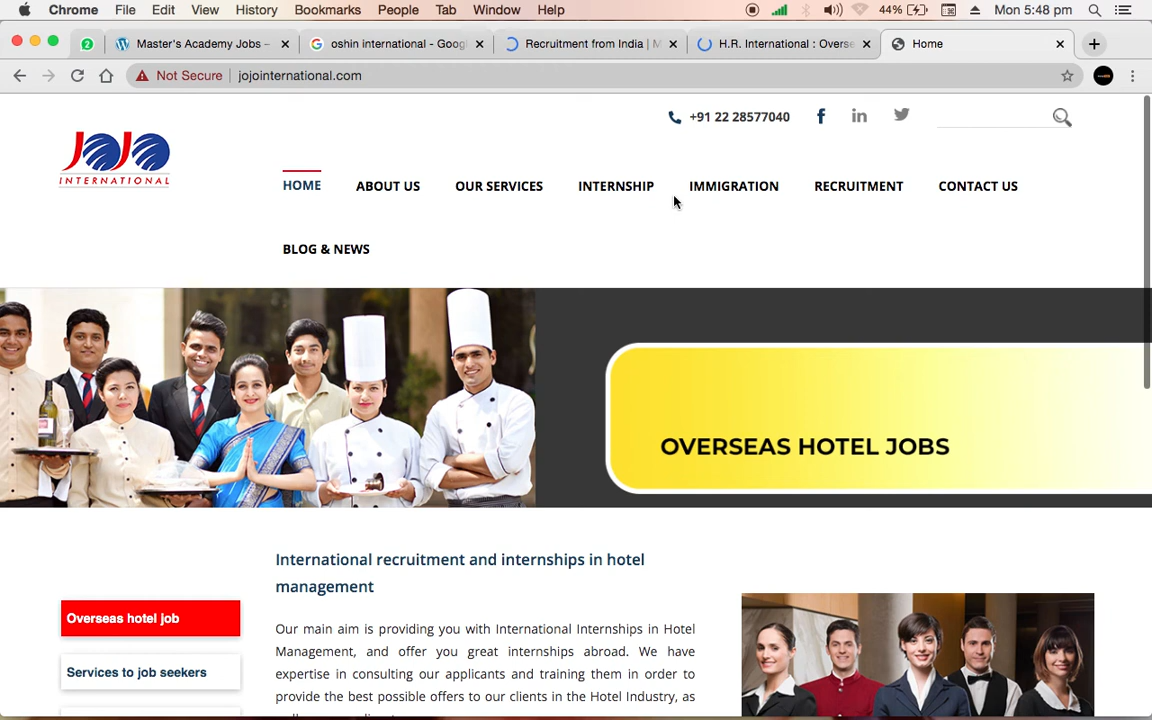 Chrome File Edit View History Bookmarks People Tab Window Help 44% Mon 5:48 pm
2 Master's Academy Jobs – oshin international - Goog Recruitment from India | M H.R. International : Overse Home
Not Secure jojointernational.com
+91 22 28577040
JOJO
INTERNATIONAL
HOME ABOUT US OUR SERVICES INTERNSHIP IMMIGRATION RECRUITMENT CONTACT US
BLOG & NEWS
OVERSEAS HOTEL JOBS
International recruitment and internships in hotel
management
Overseas hotel job
Services to job seekers
Our main aim is providing you with International Internships in Hotel
Management, and offer you great internships abroad. We have
expertise in consulting our applicants and training them in order to
provide the best possible offers to our clients in the Hotel Industry, as